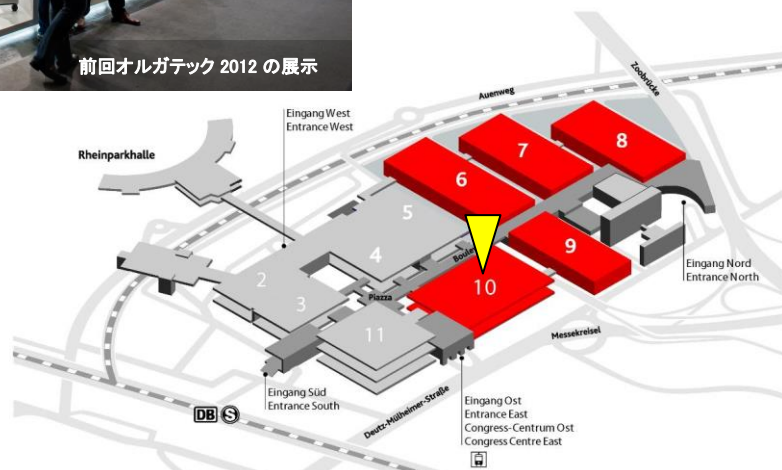 前回オルガテック 2012 の展示
Zoobrücke
Auenweg
Eingang West
Entrance West
Rheinparkhalle
8
7
6
5
4
9
2
3
10
Piazza
11
Eingang Nord
Entrance North
Messekreisel
Eingang Süd
Entrance South
DB S
Deutz-Mülheimer-Straße
Eingang Ost
Entrance East
Congress-Centrum Ost
Congress Centre East